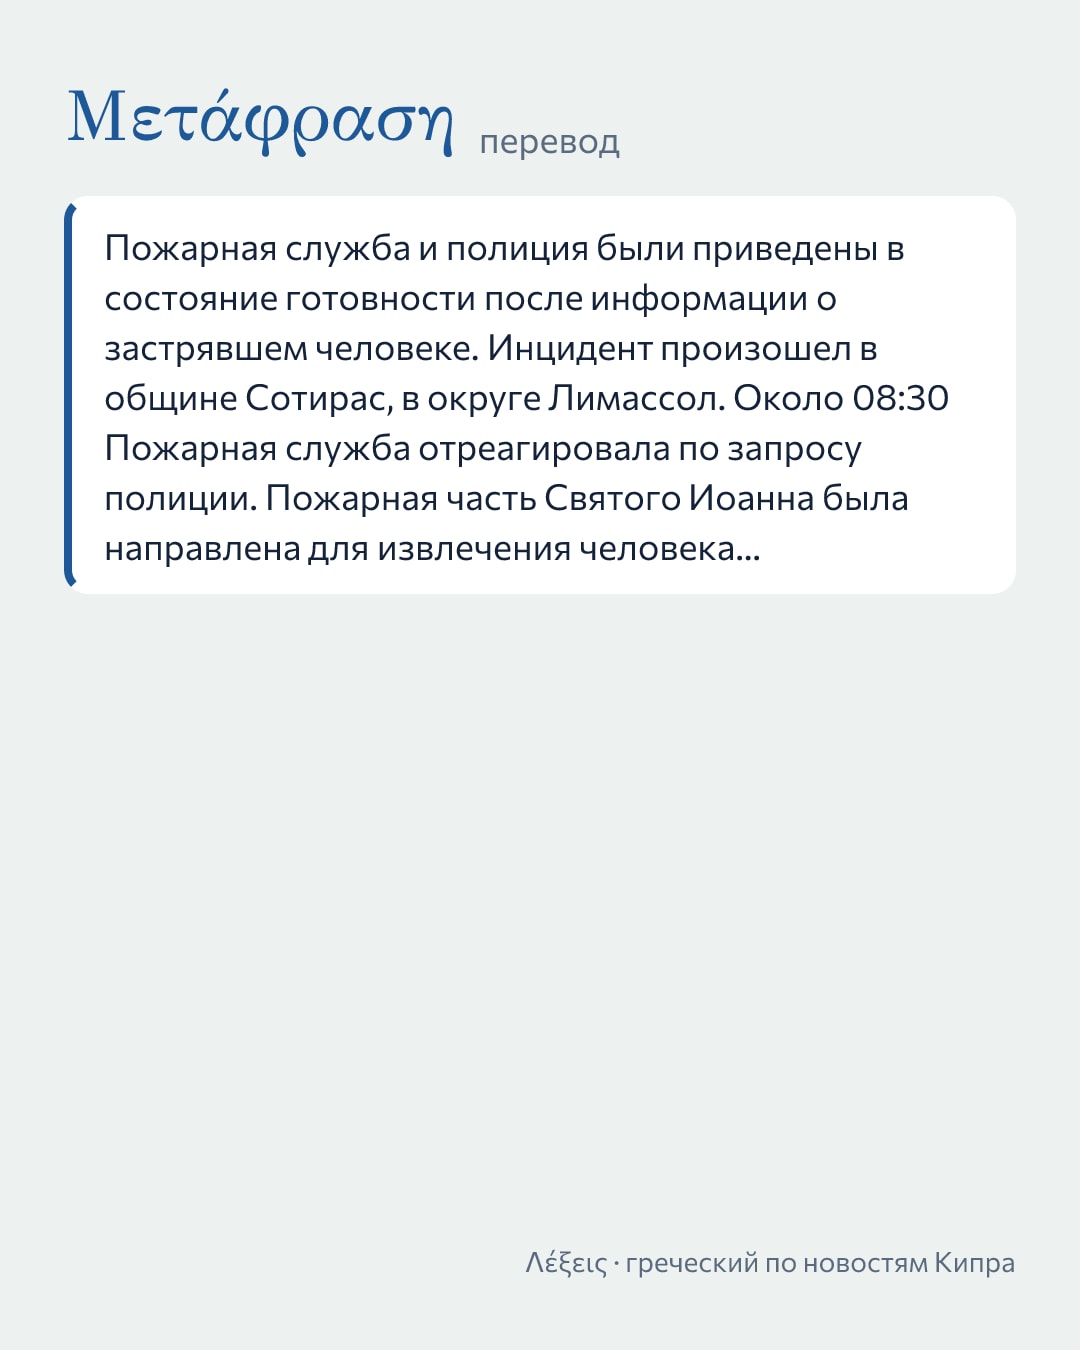 Μετάφραση перевод
Пожарная служба и полиция были приведены в
состояние готовности после информации о
застрявшем человеке. Инцидент произошел в
общине Сотирас, в округе Лимассол. Около 08:30
Пожарная служба отреагировала по запросу
полиции. Пожарная часть Святого Иоанна была
направлена для извлечения человека...
Λέξεις · греческий по новостям Кипра